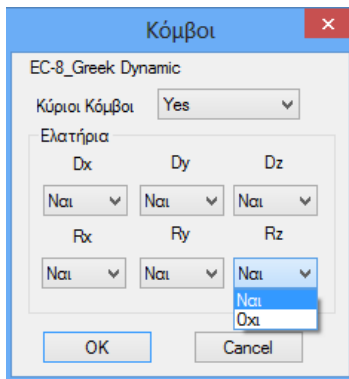 Κόμβοι
EC-8_Greek Dynamic
Κύριοι Κόμβοι Yes
Ελατήρια
Dx Dy Dz
Ναι Ναι Ναι
Rx Ry Rz
Ναι Ναι Ναι
Ναι
Οχι
OK Cancel